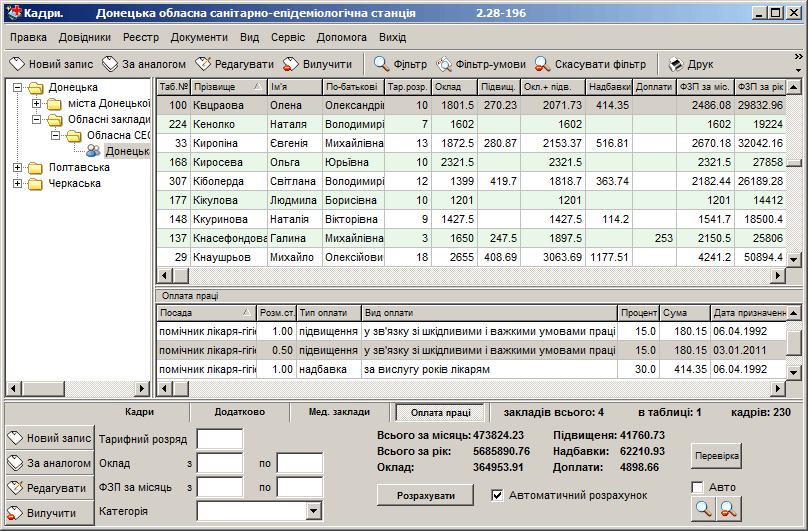 Кадри. Донецька обласна санітарно-епідеміологічна станція 2.28-196
Правка Довідники Реєстр Документи Вид Сервіс Допомога Вихід
Новий запис За аналогом Редагувати Вилучити Фільтр Фільтр-умови Скасувати фільтр Друк
Донецька
міста Донецької
Обласні заклади
Обласна СЕС
Донецьк
Полтавська
Черкаська
Таб.№ Прізвище Ім'я По-батькові Тар.розр. Оклад Підвищ. Окл.+ підв. Надбавки Доплати ФЗП за міс. ФЗП за рік
100 Квцраова Олена Олександрі 10 1801.5 270.23 2071.73 414.35 2486.08 29832.96
224 Кенолко Наталя Володимирі 7 1602 1602 1602 19224
33 Киропіна Євгенія Михайлівна 13 1872.5 280.87 2153.37 516.81 2670.18 32042.16
168 Киросева Ольга Юрьївна 10 2321.5 2321.5 2321.5 27858
307 Кіболерда Світлана Володимирі 12 1399 419.7 1818.7 363.74 2182.44 26189.28
177 Кікулова Людмила Борисівна 10 1201 1201 1201 14412
148 Ккуринова Наталія Вікторівна 9 1427.5 1427.5 114.2 1541.7 18500.4
137 Кнасефондова Галина Михайлівна 3 1650 247.5 1897.5 253 2150.5 25806
29 Кнаушрьов Михайло Олексійови 18 2655 408.69 3063.69 1177.51 4241.2 50894.4
Оплата праці
Посада Розм.ст. Тип оплати Вид оплати Процент Сума Дата призначенн
помічник лікаря-гігіє 1.00 підвищення у зв'язку зі шкідливими і важкими умовами праці 15.0 180.15 06.04.1992
помічник лікаря-гігіє 0.50 підвищення у зв'язку зі шкідливими і важкими умовами праці 15.0 180.15 03.01.2011
помічник лікаря-гігіє 1.00 надбавка за вислугу років лікарям 30.0 414.35 06.04.1992
Кадри Додатково Мед. заклади Оплата праці закладів всього: 4 в таблиці: 1 кадрів: 230
Новий запис
За аналогом
Редагувати
Вилучити
Тарифний розряд
Оклад з по
ФЗП за місяць з по
Категорія
Всього за місяць: 473824.23 Підвищеня: 41760.73
Всього за рік: 5685890.76 Надбавки: 62210.93
Оклад: 364953.91 Доплати: 4898.66
Розрахувати Автоматичний розрахунок
Перевірка
Авто